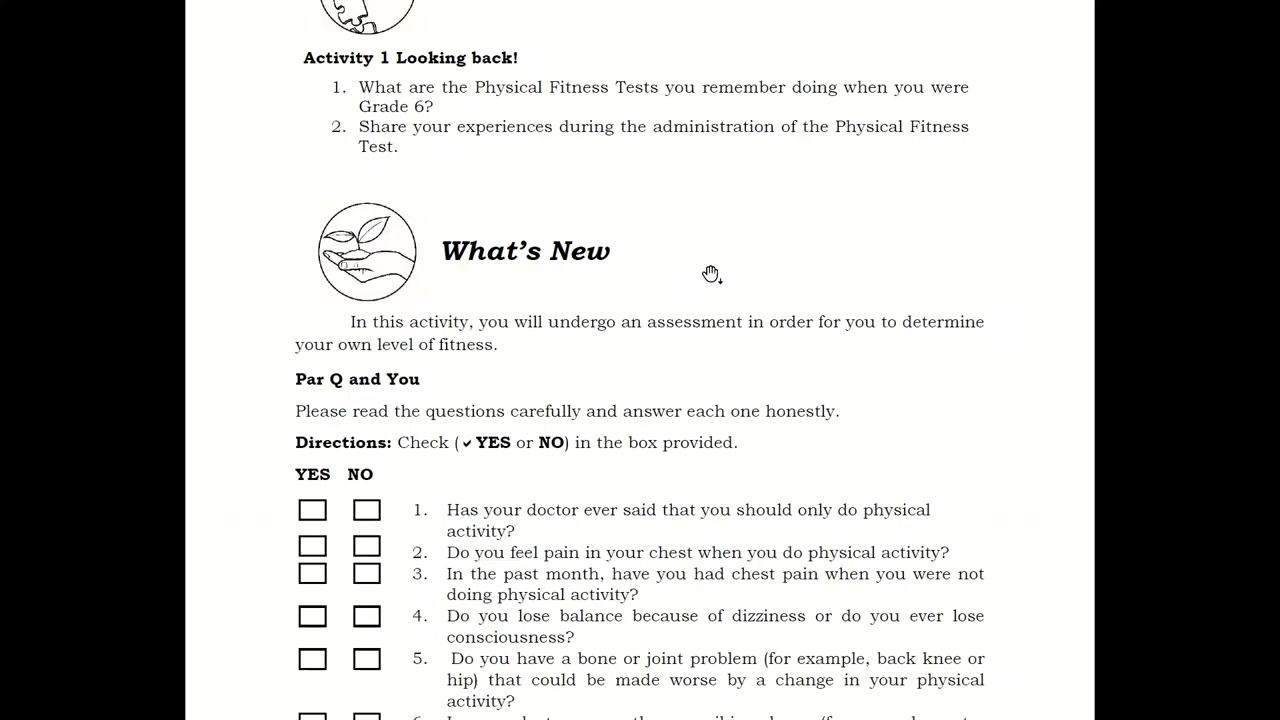 Activity 1 Looking back!
1. What are the Physical Fitness Tests you remember doing when you were
Grade 6?
2. Share your experiences during the administration of the Physical Fitness
Test.
What's New
In this activity, you will undergo an assessment in order for you to determine
your own level of fitness.
Par Q and You
Please read the questions carefully and answer each one honestly.
Directions: Check (✓YES or NO) in the box provided.
YES NO
1. Has your doctor ever said that you should only do physical
activity?
2. Do you feel pain in your chest when you do physical activity?
3. In the past month, have you had chest pain when you were not
doing physical activity?
4. Do you lose balance because of dizziness or do you ever lose
consciousness?
5. Do you have a bone or joint problem (for example, back knee or
hip) that could be made worse by a change in your physical
activity?